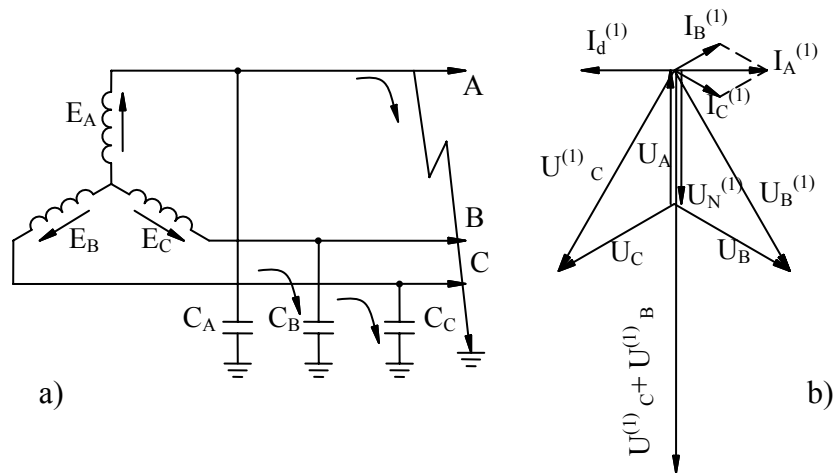 A
E_A
B
E_B
E_C
C
C_A
C_B
C_C
a)
I_B^(1)
I_d^(1)
I_A^(1)
I_C^(1)
U^(1)_C
U_A
U_N^(1)
U_B^(1)
U_C
U_B
U^(1)_C+ U^(1)_B
b)